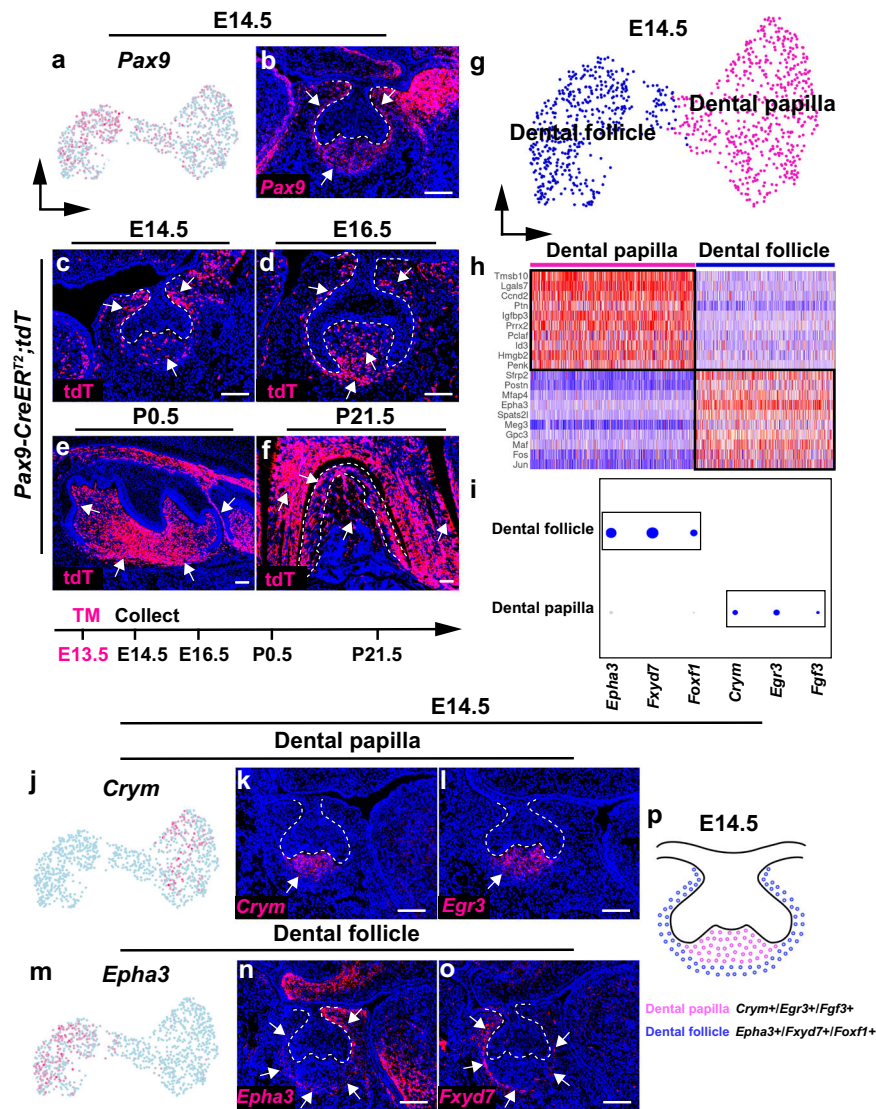 E14.5
a
Pax9
b
Pax9
E14.5
g
Dental follicle
Dental papilla
Pax9-CreERT2;tdT
E14.5
E16.5
c
tdT
d
tdT
P0.5
P21.5
e
tdT
f
tdT
TM Collect
E13.5 E14.5 E16.5 P0.5 P21.5
Dental papilla Dental follicle
h
Tmsb10
Lgals7
Ccnd2
Ptn
Igfbp3
Prrx2
Pclaf
Id3
Hmgb2
Penk
Sfrp2
Postn
Mfap4
Epha3
Spats2l
Meg3
Gpc3
Maf
Fos
Jun
i
Dental follicle
Dental papilla
Epha3 Fxyd7 Foxf1 Crym Egr3 Fgf3
E14.5
Dental papilla
j
Crym
k
Crym
l
Egr3
Dental follicle
m
Epha3
n
Epha3
o
Fxyd7
p
E14.5
Dental papilla Crym+/Egr3+/Fgf3+
Dental follicle Epha3+/Fxyd7+/Foxf1+